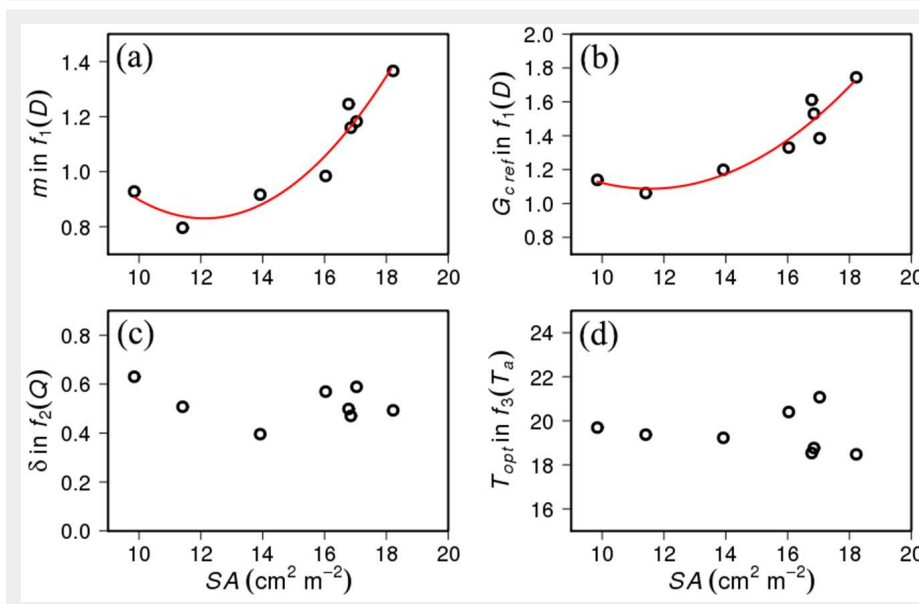 (a)
m in f1(D)
1.4
1.2
1.0
0.8
10 12 14 16 18 20
(b)
Gc ref in f1(D)
2.0
1.8
1.6
1.4
1.2
1.0
0.8
10 12 14 16 18 20
(c)
δ in f2(Q)
0.8
0.6
0.4
0.2
0.0
10 12 14 16 18 20
SA (cm² m⁻²)
(d)
Topt in f3(Ta)
24
22
20
18
16
10 12 14 16 18 20
SA (cm² m⁻²)